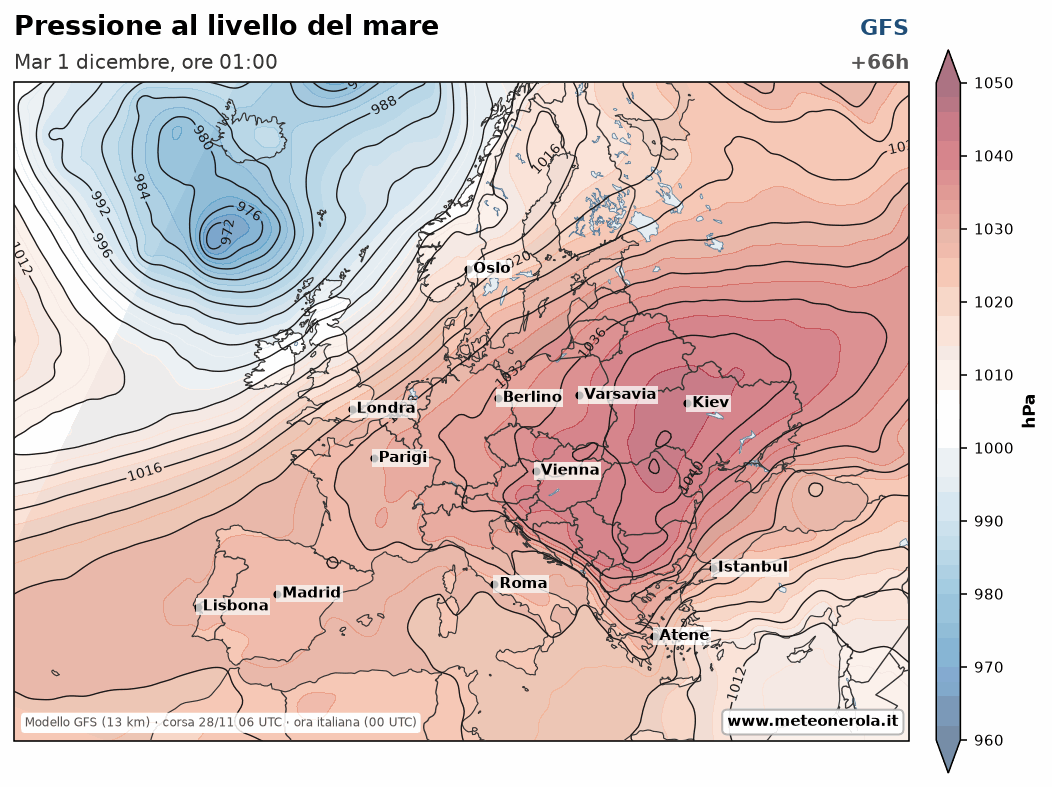 Pressione al livello del mare
GFS
Mar 1 dicembre, ore 01:00
+66h
988
980
984
976
972
992
996
1012
1016
1020
Oslo
1036
1032
Berlino
Varsavia
Kiev
Londra
Parigi
Vienna
1016
1040
Istanbul
Roma
Madrid
Lisbona
Atene
1012
Modello GFS (13 km) · corsa 28/11 06 UTC · ora italiana (00 UTC)
www.meteonerola.it
1050
1040
1030
1020
1010
1000
990
980
970
960
hPa